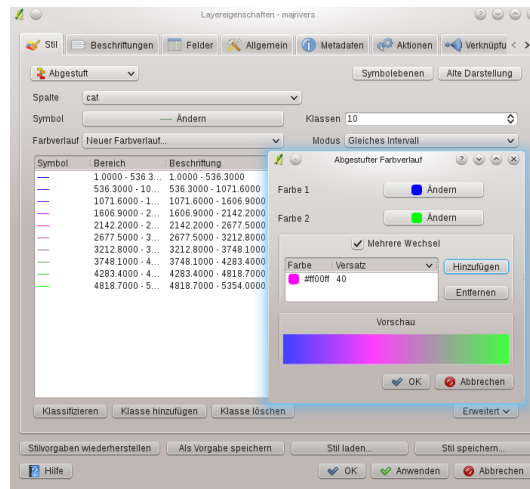 Layereigenschaften - majrivers
Stil
Beschriftungen
Felder
Allgemein
Metadaten
Aktionen
Verknüpfu
Abgestuft
Symbolebenen
Alte Darstellung
Spalte cat
Symbol Ändern
Klassen 10
Farbverlauf Neuer Farbverlauf...
Modus Gleiches Intervall
Symbol Bereich Beschriftung
1.0000 - 536.3... 1.0000 - 536.3000
536.3000 - 10... 536.3000 - 1071.6000
1071.6000 - 1... 1071.6000 - 1606.9000
1606.9000 - 2... 1606.9000 - 2142.2000
2142.2000 - 2... 2142.2000 - 2677.5000
2677.5000 - 3... 2677.5000 - 3212.8000
3212.8000 - 3... 3212.8000 - 3748.1000
3748.1000 - 4... 3748.1000 - 4283.4000
4283.4000 - 4... 4283.4000 - 4818.7000
4818.7000 - 5... 4818.7000 - 5354.0000
Abgestufter Farbverlauf
Farbe 1 Ändern
Farbe 2 Ändern
Mehrere Wechsel
Farbe Versatz
#ff00ff 40
Hinzufügen
Entfernen
Vorschau
OK
Abbrechen
Klassifizieren
Klasse hinzufügen
Klasse löschen
Erweitert
Stilvorgaben wiederherstellen
Als Vorgabe speichern
Stil laden...
Stil speichern...
Hilfe
OK
Anwenden
Abbrechen